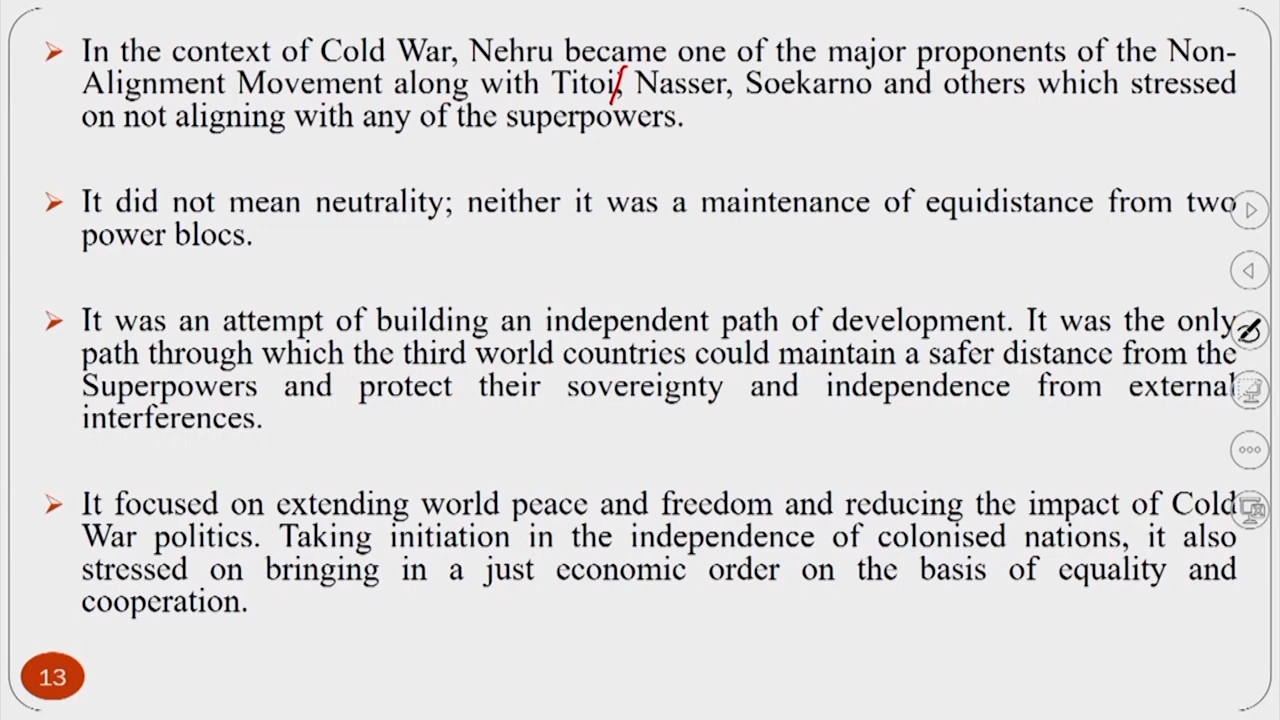 ➤ In the context of Cold War, Nehru became one of the major proponents of the Non-
Alignment Movement along with Titoi, Nasser, Soekarno and others which stressed
on not aligning with any of the superpowers.
➤ It did not mean neutrality; neither it was a maintenance of equidistance from two
power blocs.
➤ It was an attempt of building an independent path of development. It was the only
path through which the third world countries could maintain a safer distance from the
Superpowers and protect their sovereignty and independence from external
interferences.
➤ It focused on extending world peace and freedom and reducing the impact of Cold
War politics. Taking initiation in the independence of colonised nations, it also
stressed on bringing in a just economic order on the basis of equality and
cooperation.
13